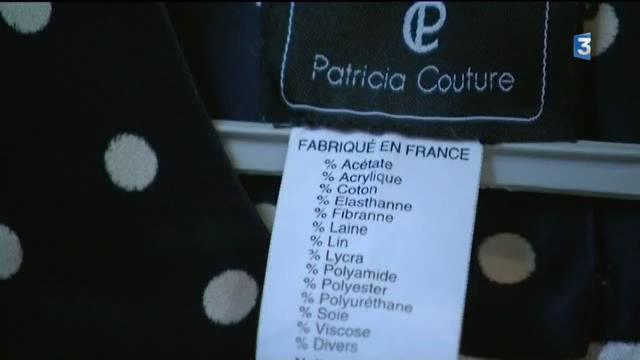 3
Patricia Couture
FABRIQUÉ EN FRANCE
% Acétate
% Acrylique
% Coton
% Elasthanne
% Fibranne
% Laine
% Lin
% Lycra
% Polyamide
% Polyester
% Polyuréthane
% Soie
% Viscose
% Divers